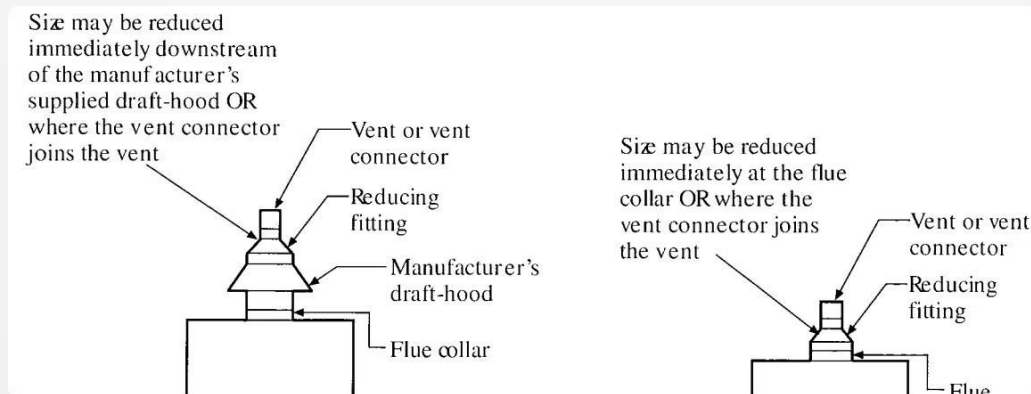 Size may be reduced
immediately downstream
of the manufacturer's
supplied draft-hood OR
where the vent connector
joins the vent
Vent or vent
connector
Reducing
fitting
Manufacturer's
draft-hood
Flue collar
Size may be reduced
immediately at the flue
collar OR where the
vent connector joins
the vent
Vent or vent
connector
Reducing
fitting
Flue